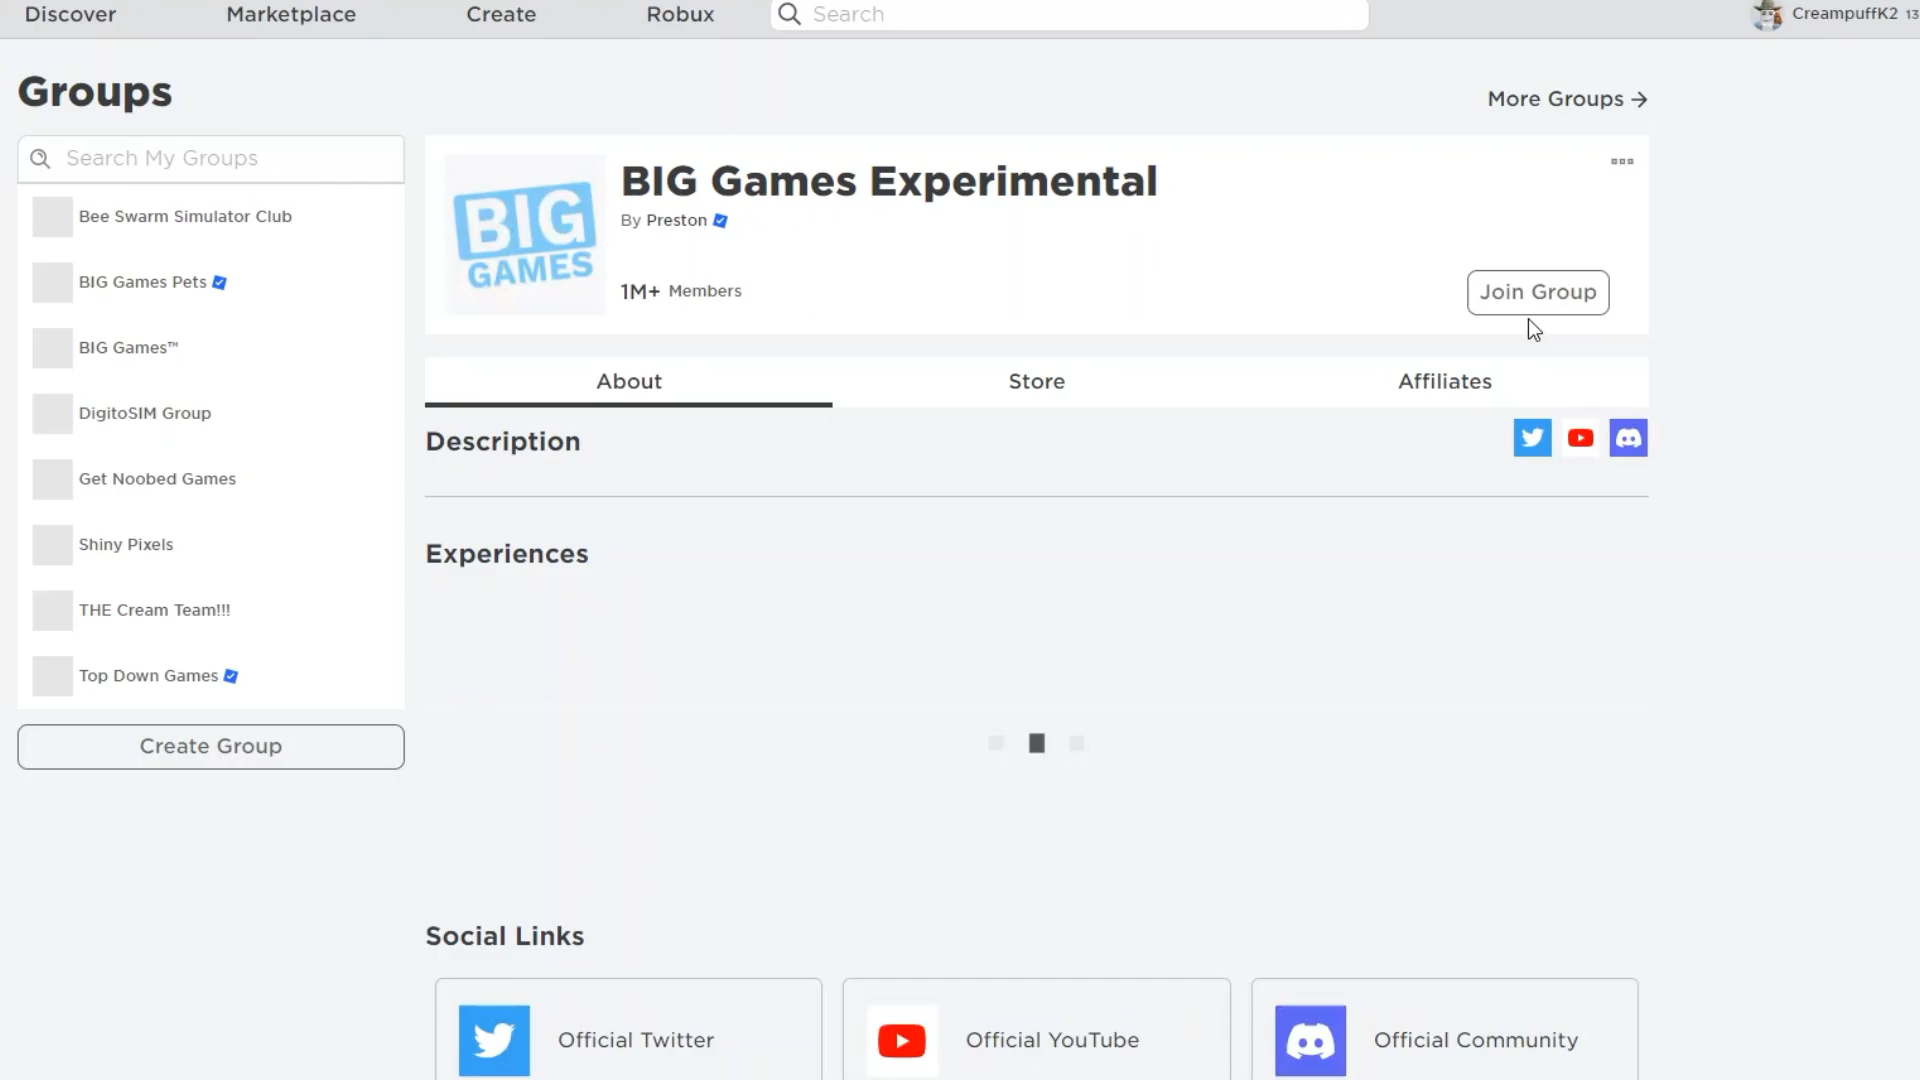 Discover Marketplace Create Robux Search CreampuffK2 13
Groups
More Groups →
Search My Groups
Bee Swarm Simulator Club
BIG Games Pets
BIG Games™
DigitoSIM Group
Get Noobed Games
Shiny Pixels
THE Cream Team!!!
Top Down Games
Create Group
BIG
GAMES
BIG Games Experimental
By Preston
1M+ Members
Join Group
About Store Affiliates
Description
Experiences
Social Links
Official Twitter Official YouTube Official Community